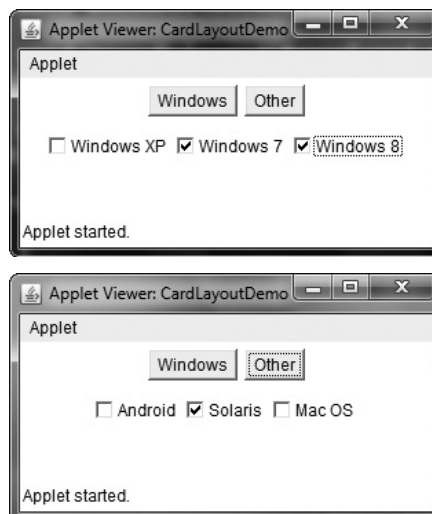 Applet Viewer: CardLayoutDemo
Applet
Windows Other
Windows XP Windows 7 Windows 8
Applet started.
Applet Viewer: CardLayoutDemo
Applet
Windows Other
Android Solaris Mac OS
Applet started.